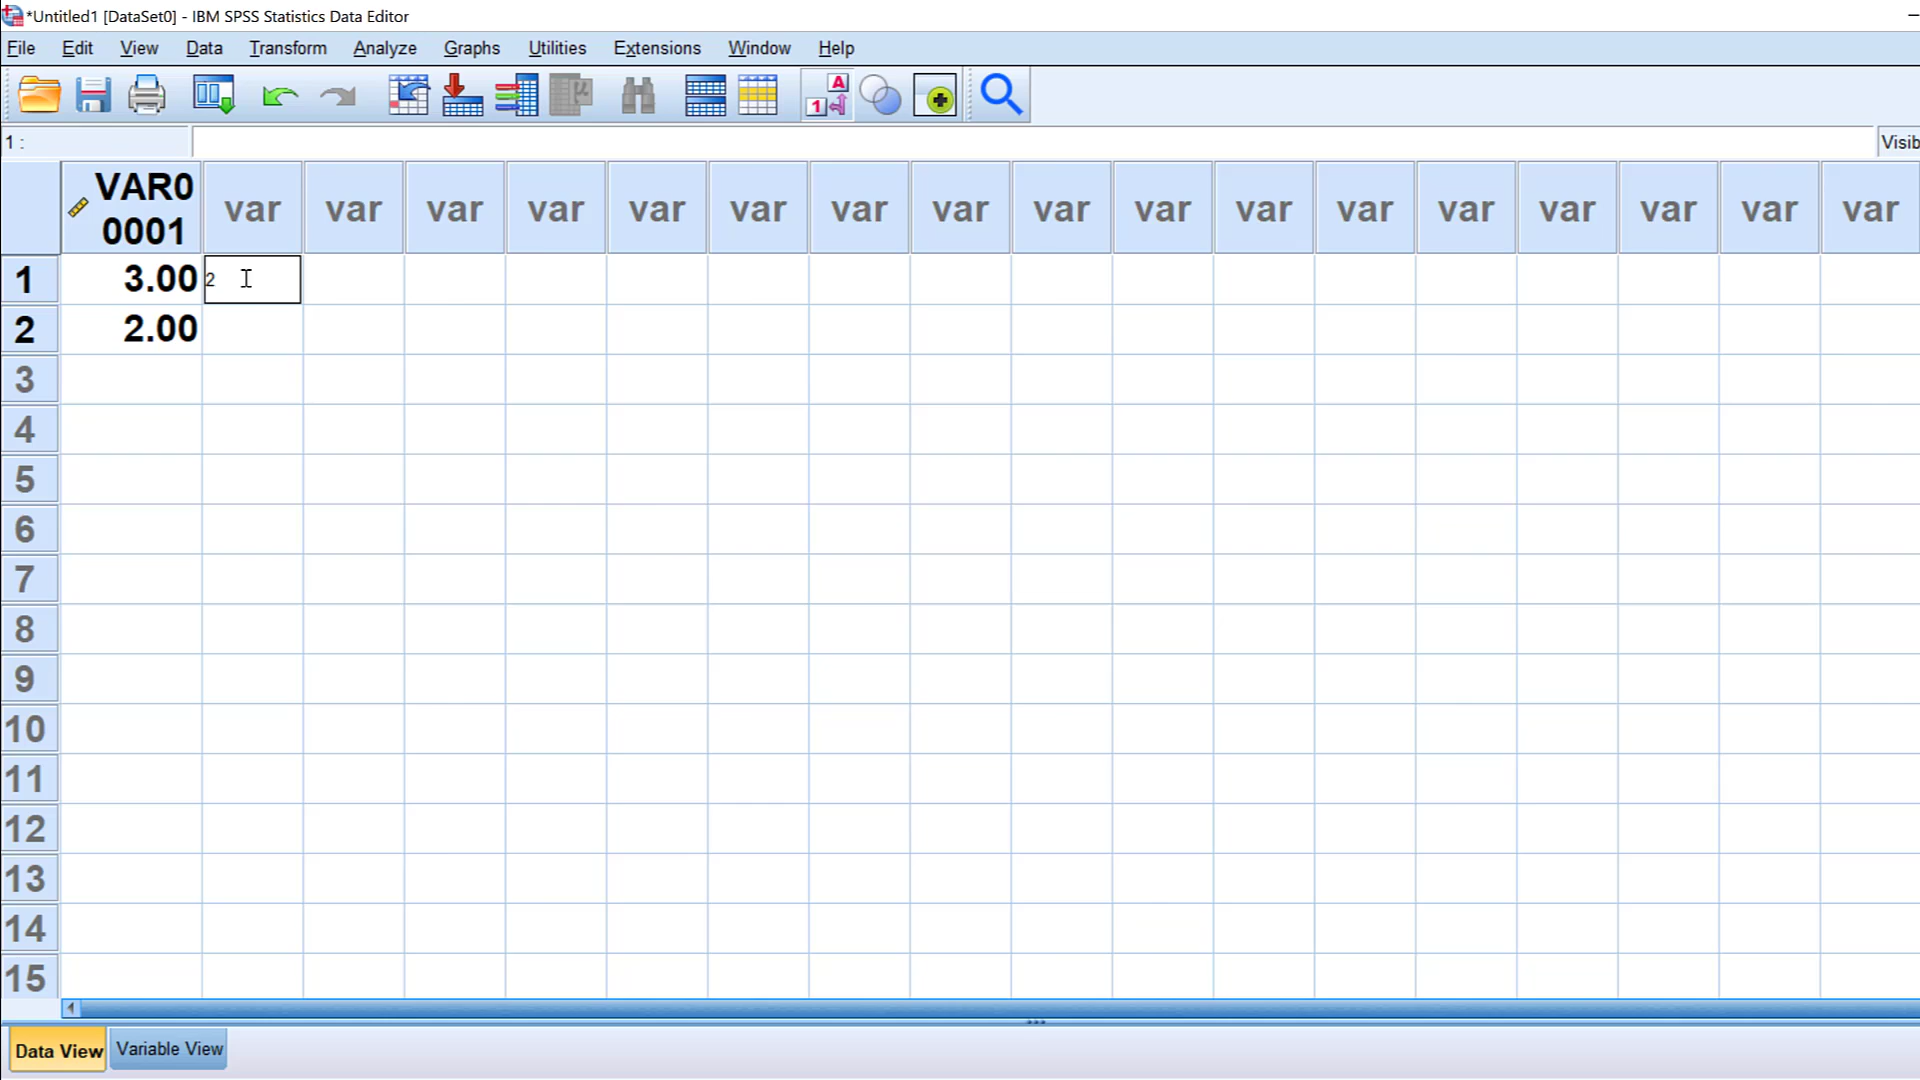 *Untitled1 [DataSet0] - IBM SPSS Statistics Data Editor
File Edit View Data Transform Analyze Graphs Utilities Extensions Window Help
1 :
Visib
VAR0
0001
var var var var var var var var var var var var var var var var var
1 3.00 2
2 2.00
3
4
5
6
7
8
9
10
11
12
13
14
15
Data View Variable View